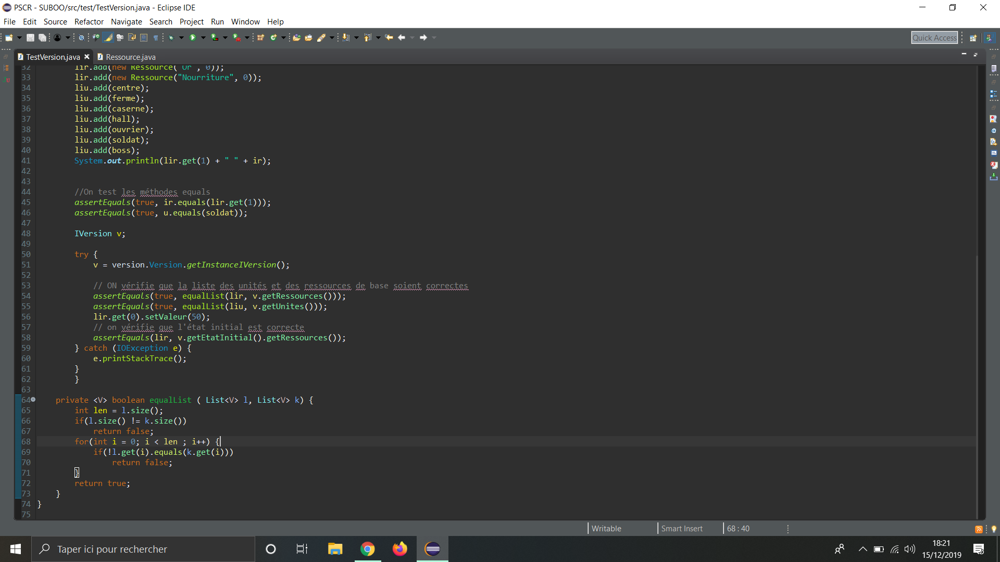 PSCR - SUBOO/src/test/TestVersion.java - Eclipse IDE
File Edit Source Refactor Navigate Search Project Run Window Help
Quick Access
TestVersion.java Ressource.java
32 lir.add(new Ressource("Or", 0));
33 lir.add(new Ressource("Nourriture", 0));
34 liu.add(centre);
35 liu.add(ferme);
36 liu.add(caserne);
37 liu.add(hall);
38 liu.add(ouvrier);
39 liu.add(soldat);
40 liu.add(boss);
41 System.out.println(lir.get(1) + " " + ir);
42
43
44 //On test les méthodes equals
45 assertEquals(true, ir.equals(lir.get(1)));
46 assertEquals(true, u.equals(soldat));
47
48 IVersion v;
49
50 try {
51 v = version.Version.getInstanceIVersion();
52
53 // ON vérifie que la liste des unités et des ressources de base soient correctes
54 assertEquals(true, equalList(lir, v.getRessources()));
55 assertEquals(true, equalList(liu, v.getUnites()));
56 lir.get(0).setValeur(50);
57 // on vérifie que l'état initial est correcte
58 assertEquals(lir, v.getEtatInitial().getRessources());
59 } catch (IOException e) {
60 e.printStackTrace();
61 }
62 }
63
64 private <V> boolean equalList ( List<V> l, List<V> k) {
65 int len = l.size();
66 if(l.size() != k.size())
67 return false;
68 for(int i = 0; i < len ; i++) {
69 if(!l.get(i).equals(k.get(i)))
70 return false;
71 }
72 return true;
73 }
74 }
75
Writable Smart Insert 68 : 40
Taper ici pour rechercher
18:21
15/12/2019